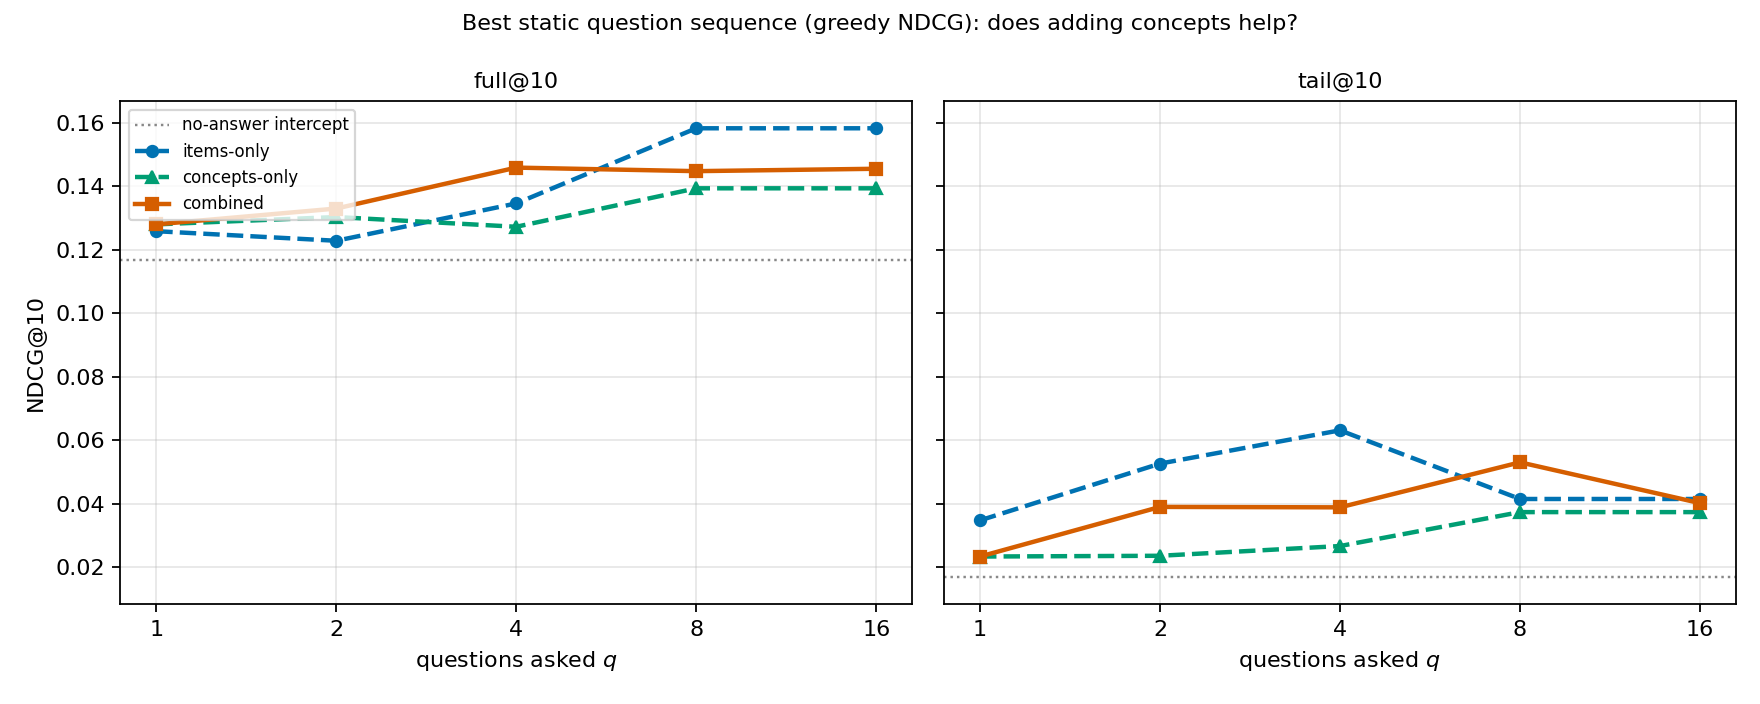 Best static question sequence (greedy NDCG): does adding concepts help?
full@10
tail@10
no-answer intercept
items-only
concepts-only
combined
NDCG@10
0.16
0.14
0.12
0.10
0.08
0.06
0.04
0.02
1 2 4 8 16
questions asked q
1 2 4 8 16
questions asked q